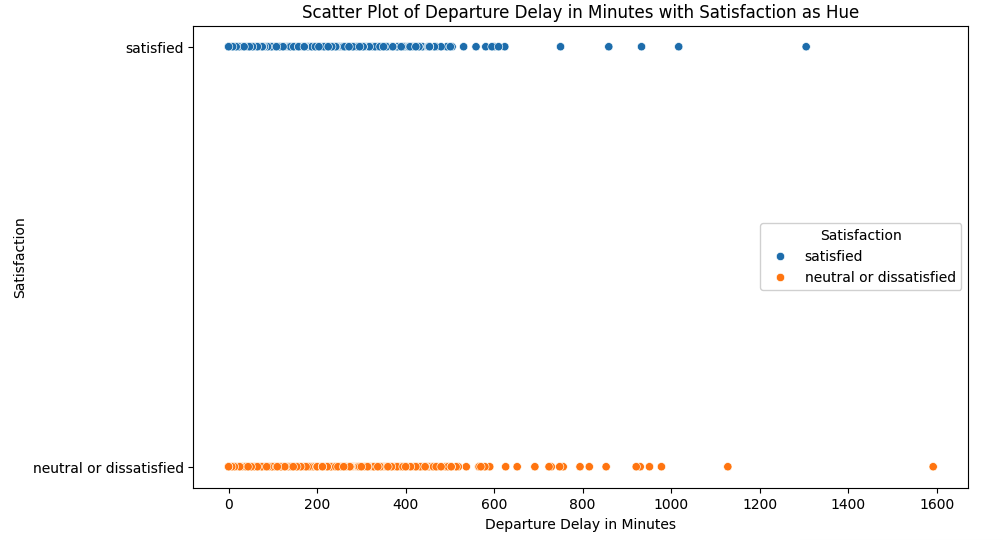 Scatter Plot of Departure Delay in Minutes with Satisfaction as Hue
satisfied
Satisfaction
Satisfaction
satisfied
neutral or dissatisfied
neutral or dissatisfied
0 200 400 600 800 1000 1200 1400 1600
Departure Delay in Minutes